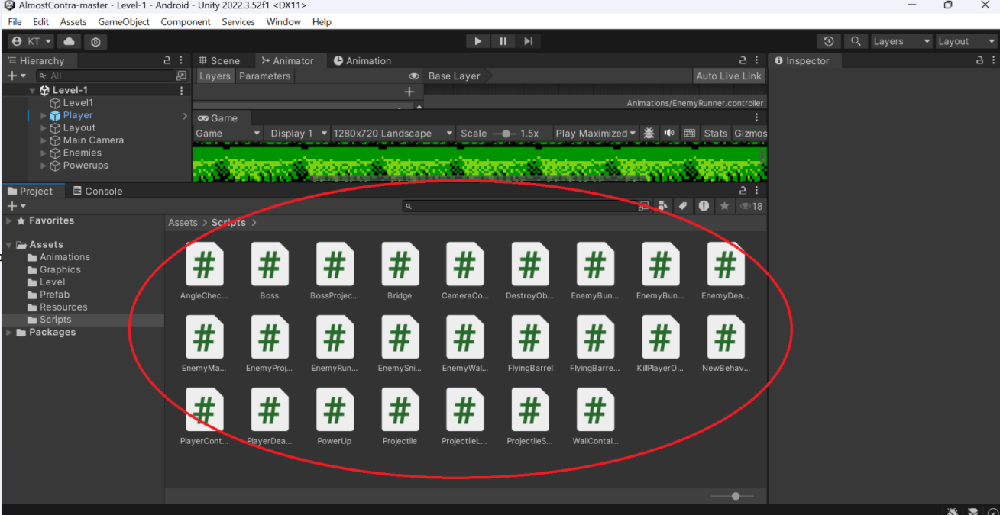 AlmostContra-master - Level-1 - Android - Unity 2022.3.52f1 <DX11>
File Edit Assets GameObject Component Services Window Help
KT Layers Layout
Hierarchy Scene Animator Animation Inspector
All Layers Parameters Base Layer Auto Live Link
Level-1
Level1
Animations/EnemyRunner.controller
Player Game
Layout Game Display 1 1280x720 Landscape Scale 1.5x Play Maximized Stats Gizmos
Main Camera
Enemies
Powerups
Project Console
18
Favorites Assets > Scripts >
Assets
Animations
Graphics
Level
Prefab
Resources
Scripts
Packages
# # # # # # # # #
AngleChec... Boss BossProjec... Bridge CameraCo... DestroyOb... EnemyBun... EnemyBun... EnemyDea...
# # # # # # # # #
EnemyMa... EnemyProj... EnemyRun... EnemySni... EnemyWal... FlyingBarrel FlyingBarre... KillPlayerO... NewBehav...
# # # # # # #
PlayerCont... PlayerDea... PowerUp Projectile ProjectileL... ProjectileS... WallContai...